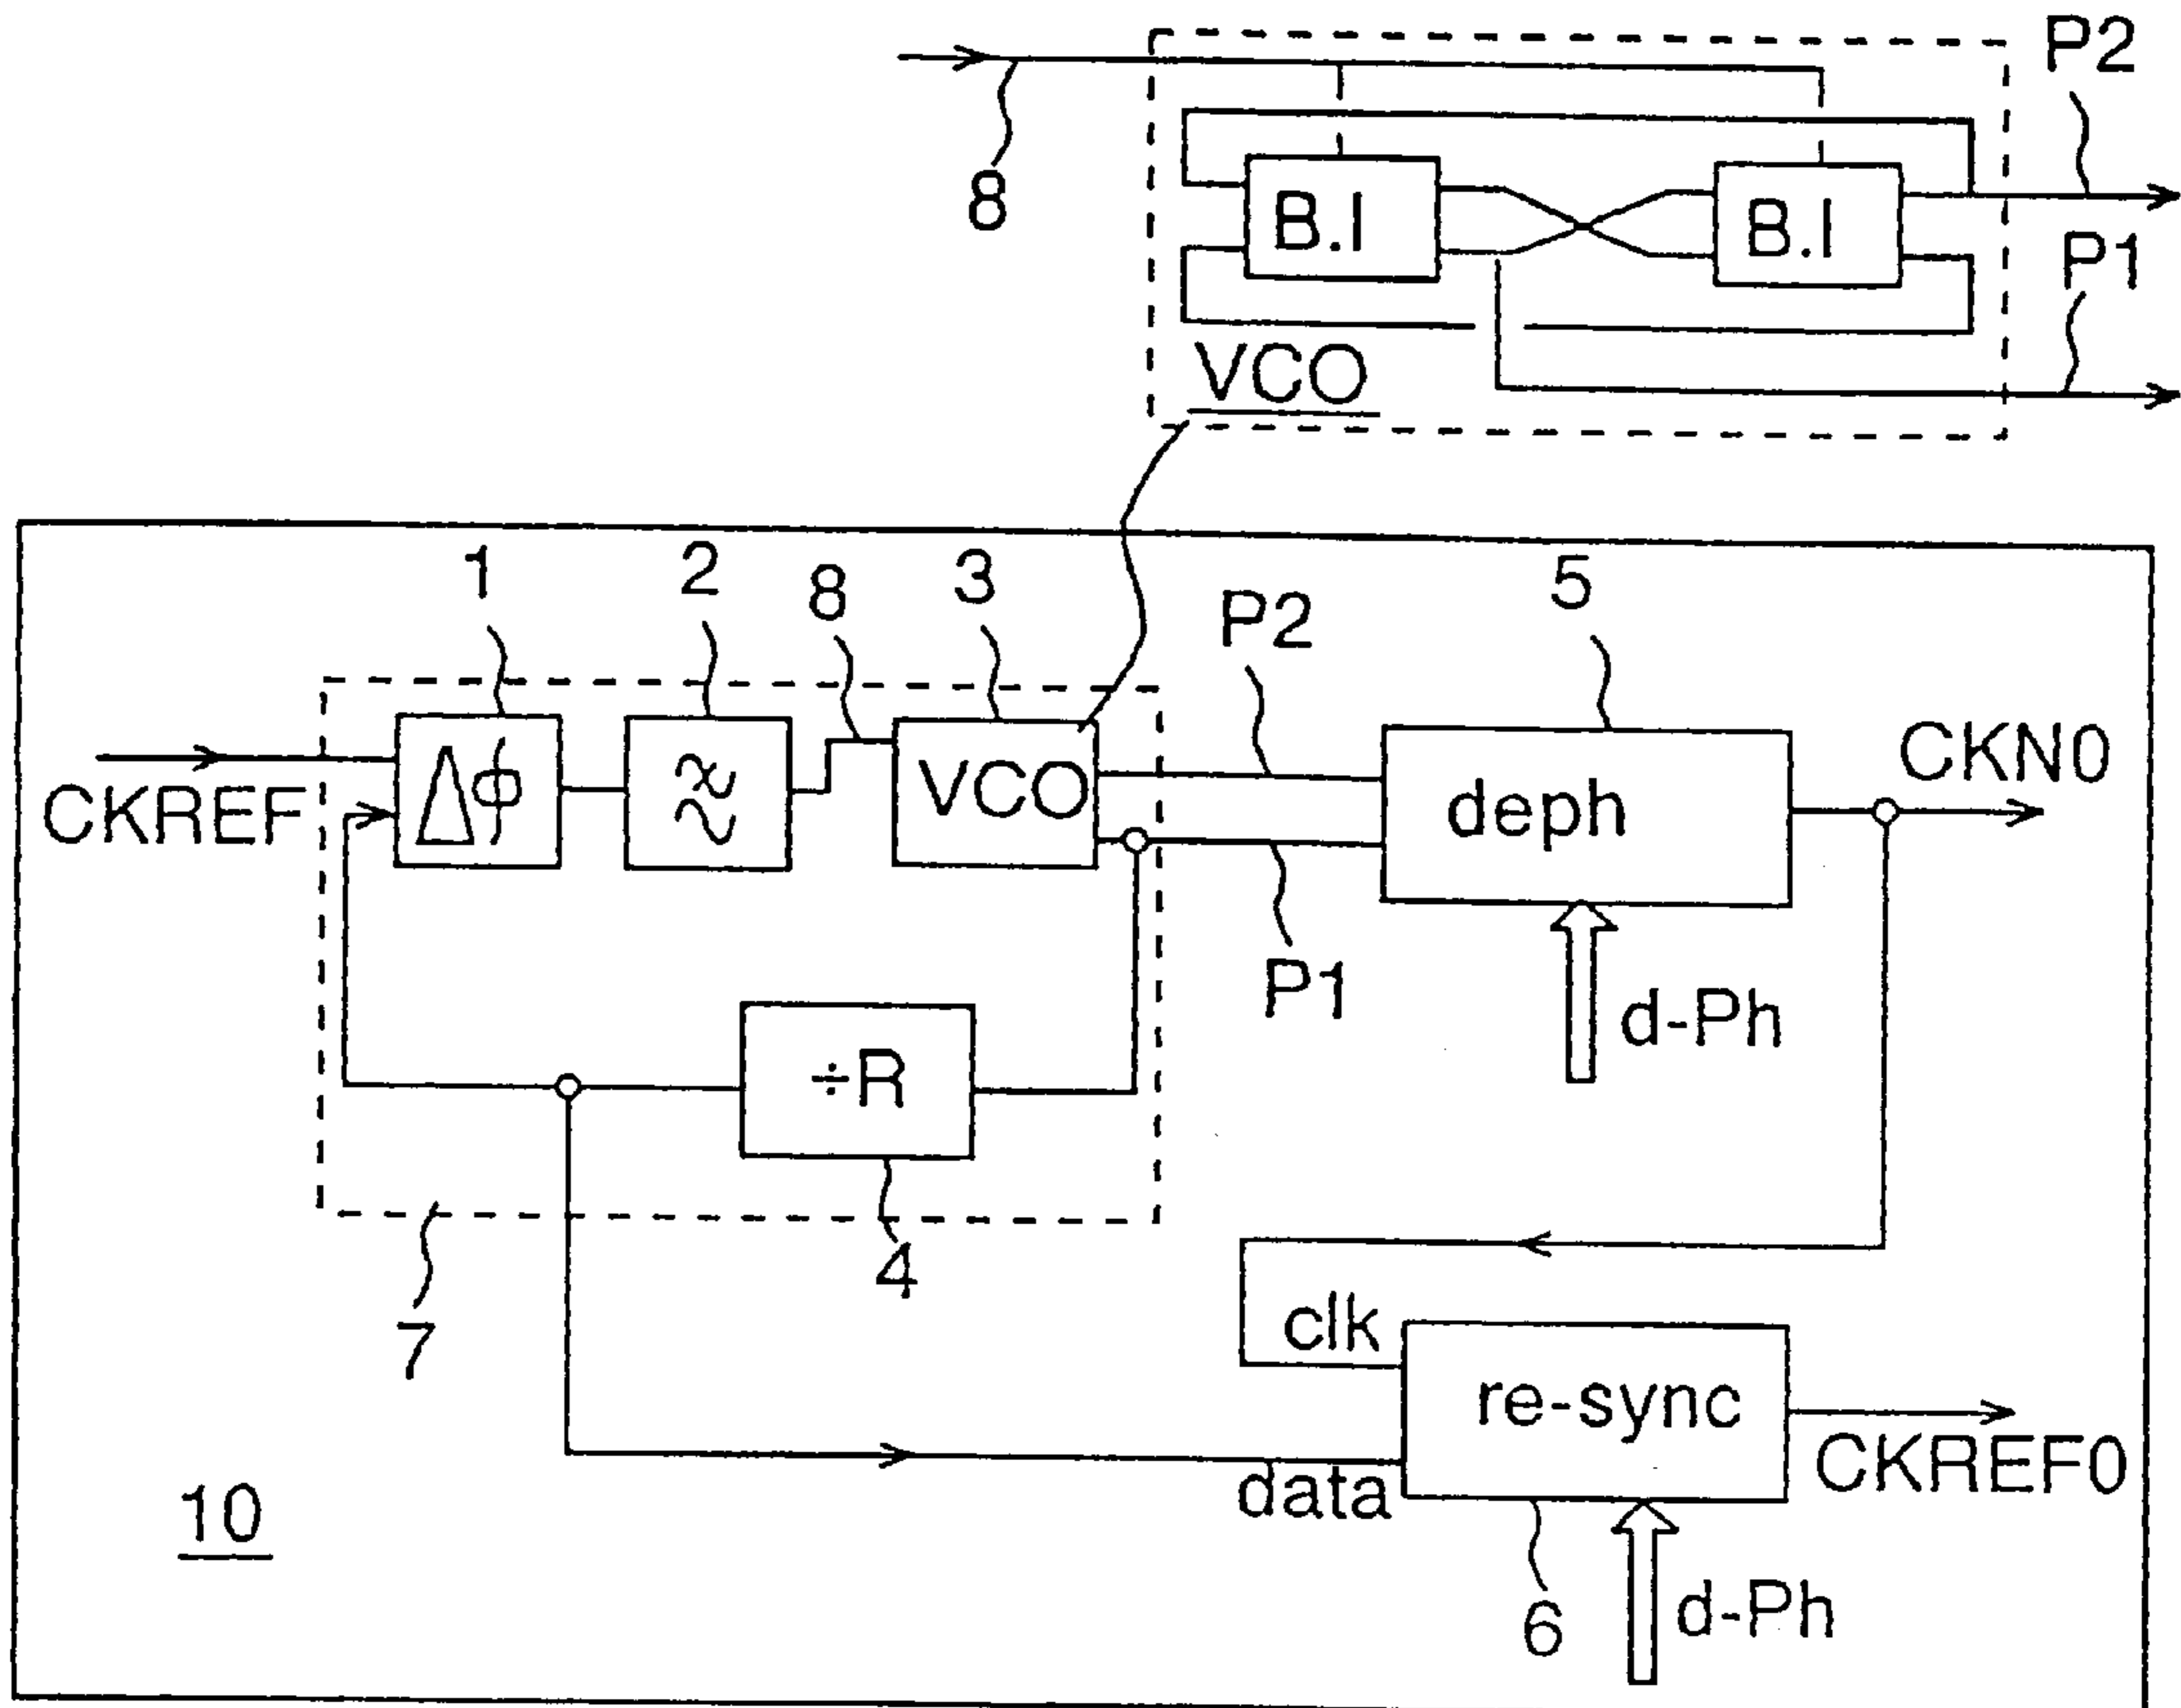 P2
8
B.I
B.I
P1
VCO
1
2
8
3
P2
5
CKREF
Δϕ
VCO
deph
CKN0
P1
d-Ph
÷R
4
7
clk
re-sync
data
CKREF0
10
6
d-Ph